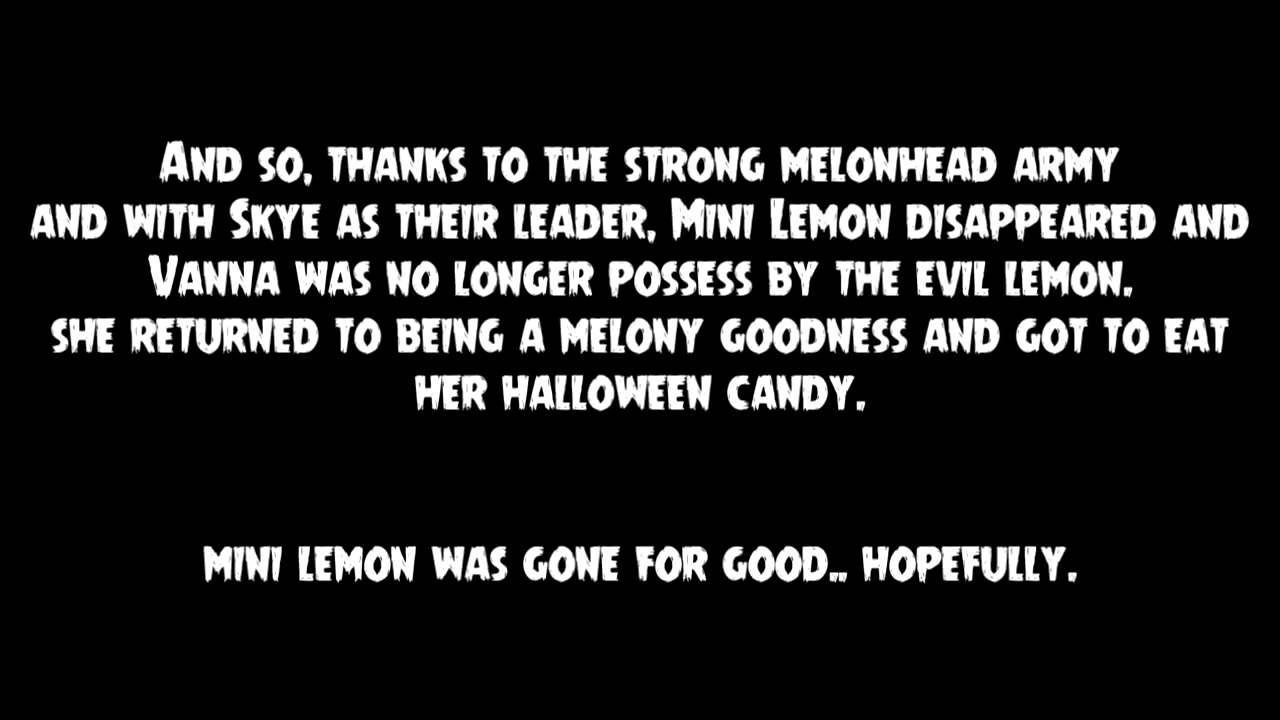 And so, thanks to the strong melonhead army
and with Skye as their leader, Mini Lemon disappeared and
Vanna was no longer possess by the evil lemon.
she returned to being a melony goodness and got to eat
her halloween candy.
mini lemon was gone for good.. hopefully.